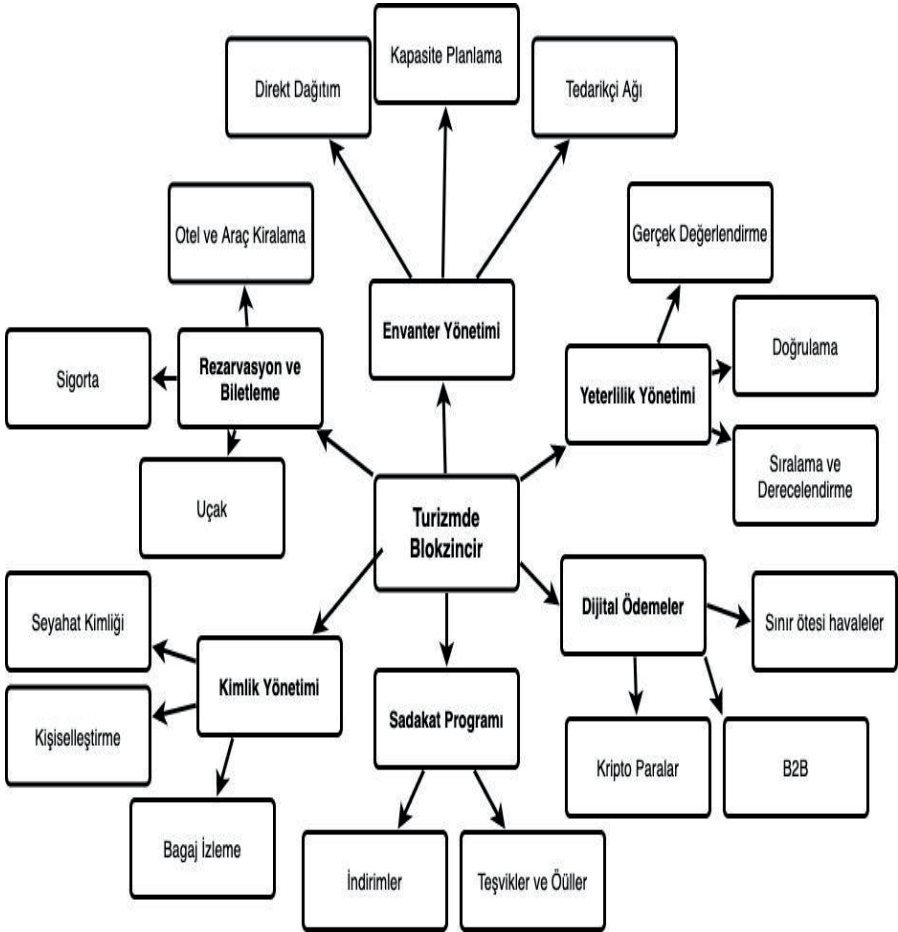 Kapasite Planlama
Direkt Dağıtım
Tedarikçi Ağı
Otel ve Araç Kiralama
Gerçek Değerlendirme
Envanter Yönetimi
Doğrulama
Rezarvasyon ve
Biletleme
Sigorta
Yeterlilik Yönetimi
Sıralama ve
Derecelendirme
Uçak
Turizmde
Blokzincir
Dijital Ödemeler
Sınır ötesi havaleler
Seyahat Kimliği
Kimlik Yönetimi
Sadakat Programı
Kişiselleştirme
Kripto Paralar
B2B
Bagaj İzleme
İndirimler
Teşvikler ve Öüller